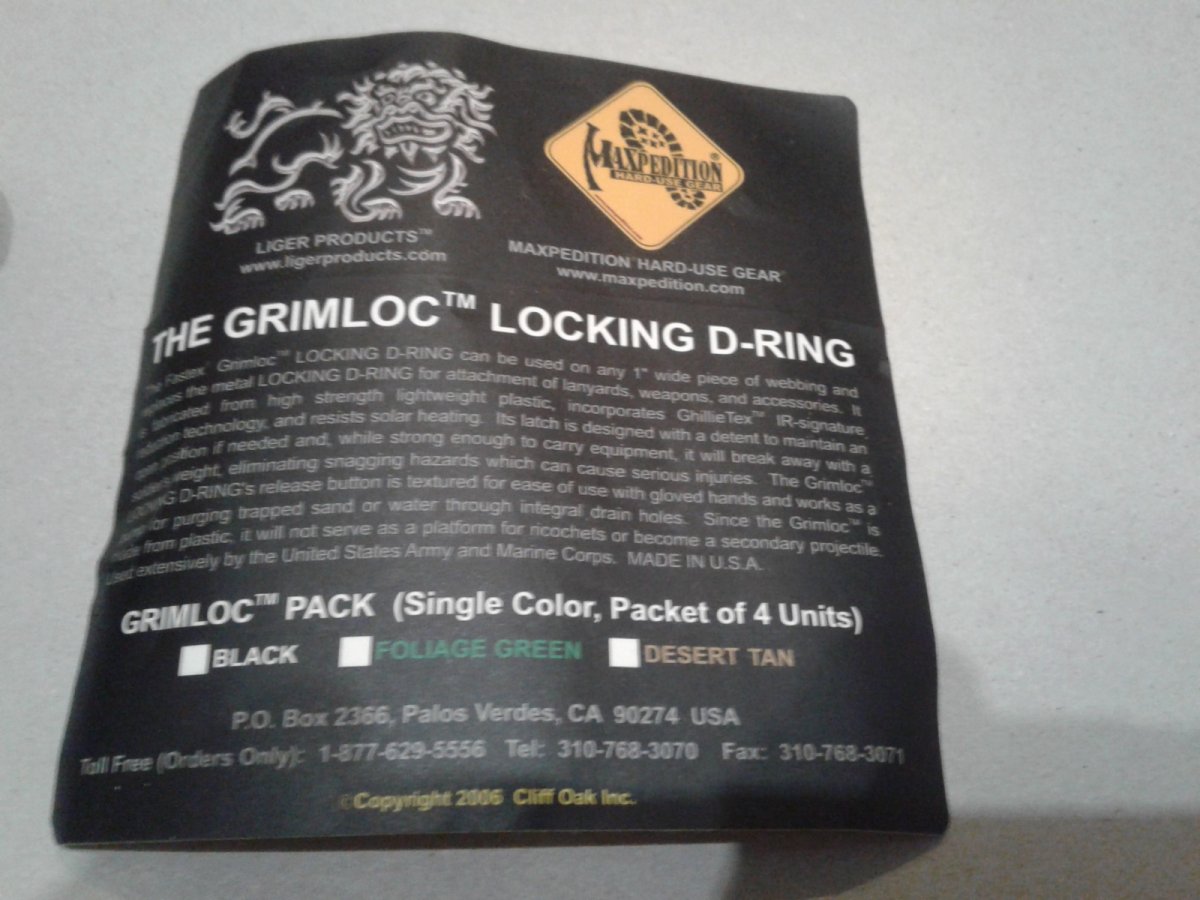 LIGER PRODUCTS™
www.ligerproducts.com
MAXPEDITION®
HARD-USE GEAR
MAXPEDITION HARD-USE GEAR
www.maxpedition.com
THE GRIMLOC™ LOCKING D-RING
The Fastex Grimloc™ LOCKING D-RING can be used on any 1" wide piece of webbing and
the metal LOCKING D-RING for attachment of lanyards, weapons, and accessories. It
is fabricated from high strength lightweight plastic, incorporates GhillieTex™ IR-signature
technology, and resists solar heating. Its latch is designed with a detent to maintain an
open position if needed and, while strong enough to carry equipment, it will break away with a
weight, eliminating snagging hazards which can cause serious injuries. The Grimloc™
LOCKING D-RING's release button is textured for ease of use with gloved hands and works as a
for purging trapped sand or water through integral drain holes. Since the Grimloc™ is
made from plastic, it will not serve as a platform for ricochets or become a secondary projectile.
Used extensively by the United States Army and Marine Corps. MADE IN U.S.A.
GRIMLOC™ PACK (Single Color, Packet of 4 Units)
BLACK FOLIAGE GREEN DESERT TAN
P.O. Box 2366, Palos Verdes, CA 90274 USA
Toll Free (Orders Only): 1-877-629-5556 Tel: 310-768-3070 Fax: 310-768-3071
©Copyright 2006 Cliff Oak Inc.